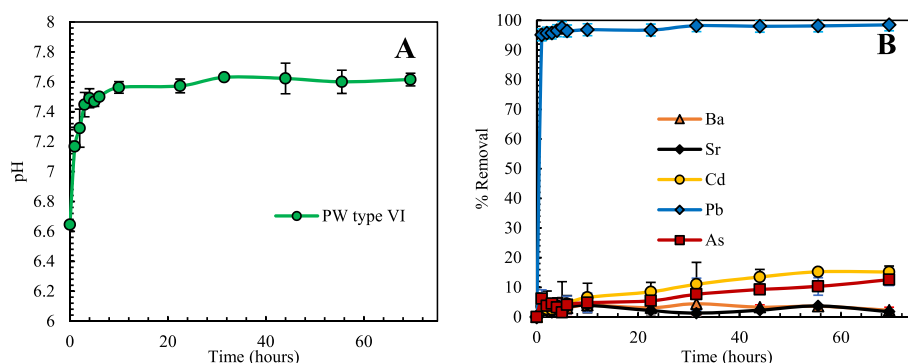 A
pH
7.8
7.6
7.4
7.2
7
6.8
6.6
6.4
6.2
6
PW type VI
0
20
40
60
Time (hours)
B
% Removal
100
90
80
70
60
50
40
30
20
10
0
Ba
Sr
Cd
Pb
As
0
20
40
60
Time (hours)